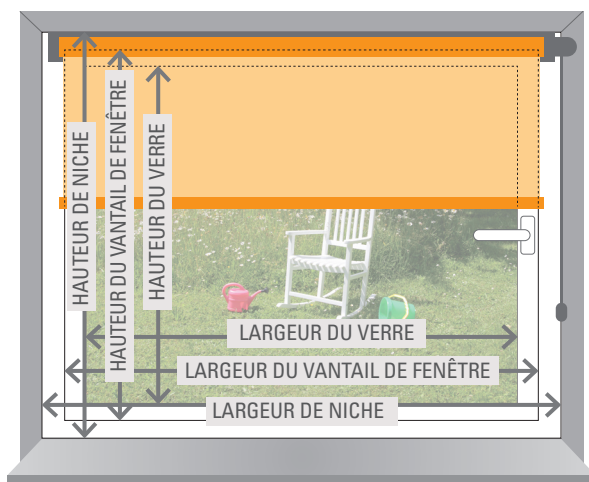 HAUTEUR DE NICHE
HAUTEUR DU VANTAIL DE FENÊTRE
HAUTEUR DU VERRE
LARGEUR DU VERRE
LARGEUR DU VANTAIL DE FENÊTRE
LARGEUR DE NICHE